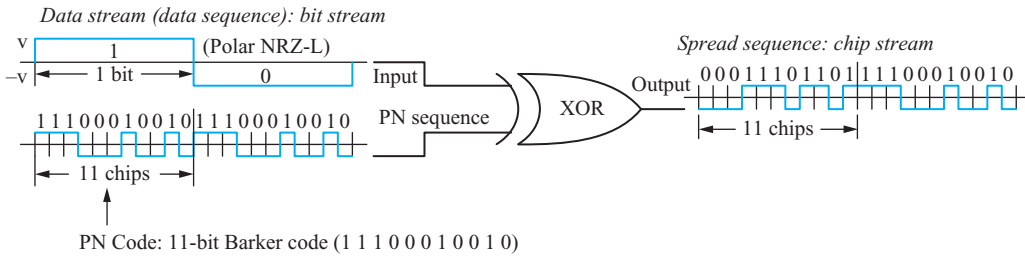 Data stream (data sequence): bit stream
v
1
(Polar NRZ-L)
–v
1 bit
0
Input
1 1 1 0 0 0 1 0 0 1 0 1 1 1 0 0 0 1 0 0 1 0
PN sequence
11 chips
XOR
Output
Spread sequence: chip stream
0 0 0 1 1 1 0 1 1 0 1 1 1 1 0 0 0 1 0 0 1 0
11 chips
PN Code: 11-bit Barker code (1 1 1 0 0 0 1 0 0 1 0)